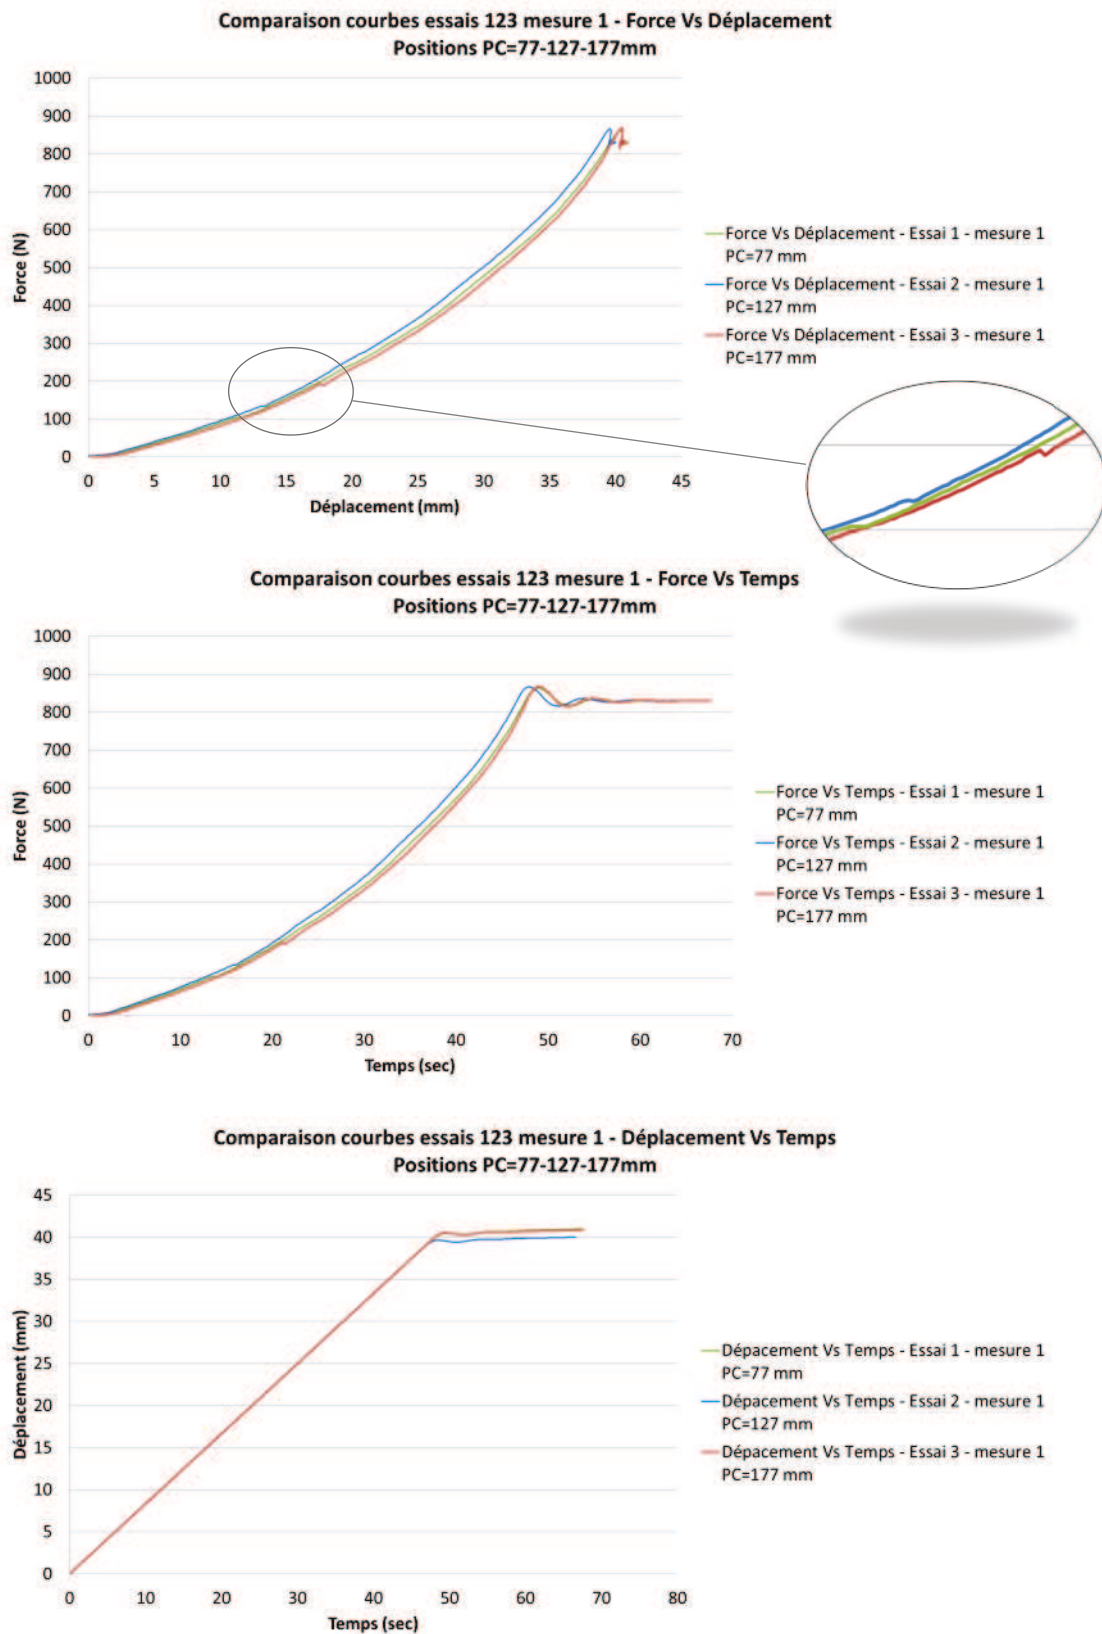 Comparaison courbes essais 123 mesure 1 - Force Vs Déplacement
Positions PC=77-127-177mm
1000
900
800
700
600
500
400
300
200
100
0
Force (N)
0 5 10 15 20 25 30 35 40 45
Déplacement (mm)
Force Vs Déplacement - Essai 1 - mesure 1
PC=77 mm
Force Vs Déplacement - Essai 2 - mesure 1
PC=127 mm
Force Vs Déplacement - Essai 3 - mesure 1
PC=177 mm
Comparaison courbes essais 123 mesure 1 - Force Vs Temps
Positions PC=77-127-177mm
1000
900
800
700
600
500
400
300
200
100
0
Force (N)
0 10 20 30 40 50 60 70
Temps (sec)
Force Vs Temps - Essai 1 - mesure 1
PC=77 mm
Force Vs Temps - Essai 2 - mesure 1
PC=127 mm
Force Vs Temps - Essai 3 - mesure 1
PC=177 mm
Comparaison courbes essais 123 mesure 1 - Déplacement Vs Temps
Positions PC=77-127-177mm
45
40
35
30
25
20
15
10
5
0
Déplacement (mm)
0 10 20 30 40 50 60 70 80
Temps (sec)
Dépacement Vs Temps - Essai 1 - mesure 1
PC=77 mm
Dépacement Vs Temps - Essai 2 - mesure 1
PC=127 mm
Dépacement Vs Temps - Essai 3 - mesure 1
PC=177 mm